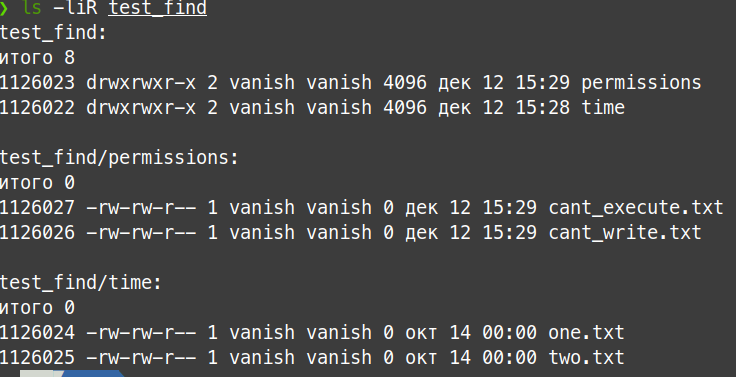 ❯ ls -liR test_find
test_find:
итого 8
1126023 drwxrwxr-x 2 vanish vanish 4096 дек 12 15:29 permissions
1126022 drwxrwxr-x 2 vanish vanish 4096 дек 12 15:28 time
test_find/permissions:
итого 0
1126027 -rw-rw-r-- 1 vanish vanish 0 дек 12 15:29 cant_execute.txt
1126026 -rw-rw-r-- 1 vanish vanish 0 дек 12 15:29 cant_write.txt
test_find/time:
итого 0
1126024 -rw-rw-r-- 1 vanish vanish 0 окт 14 00:00 one.txt
1126025 -rw-rw-r-- 1 vanish vanish 0 окт 14 00:00 two.txt